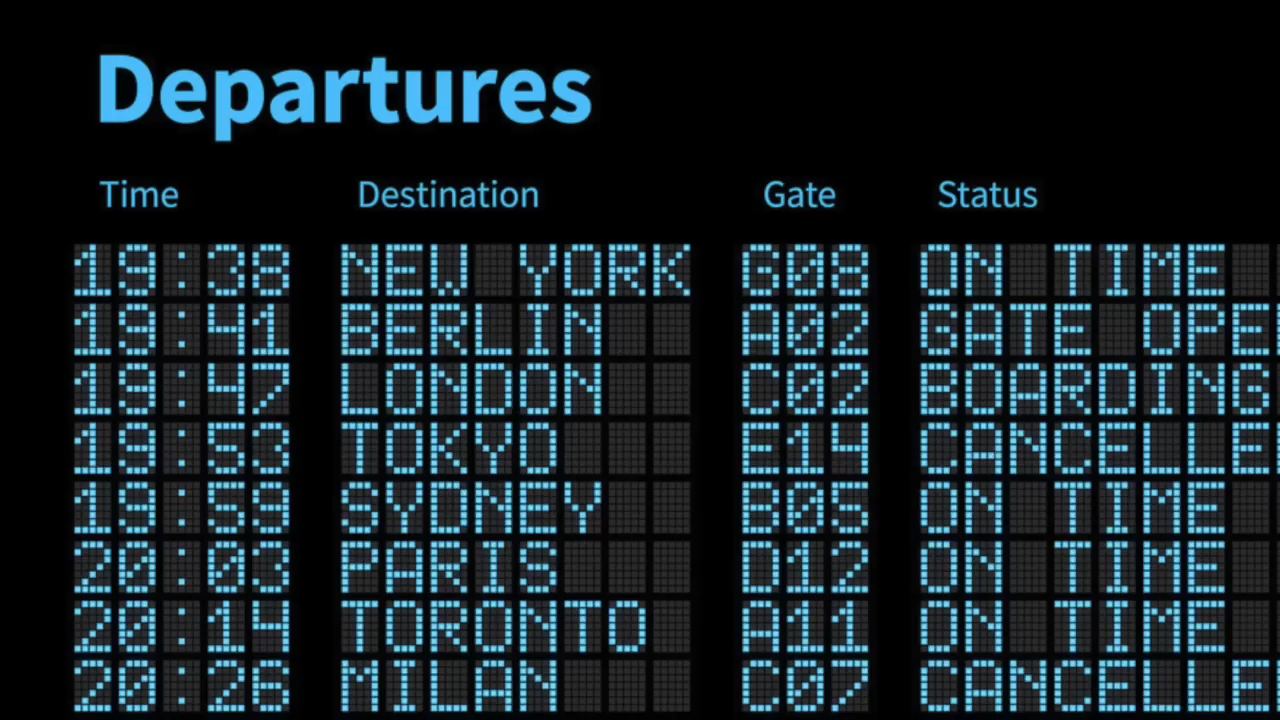 Departures
Time Destination Gate Status
19:38 NEW YORK G08 ON TIME
19:41 BERLIN A02 GATE OPE
19:47 LONDON C02 BOARDING
19:53 TOKYO E14 CANCELLE
19:59 SYDNEY B05 ON TIME
20:03 PARIS D12 ON TIME
20:14 TORONTO A11 ON TIME
20:26 MILAN C07 CANCELLE